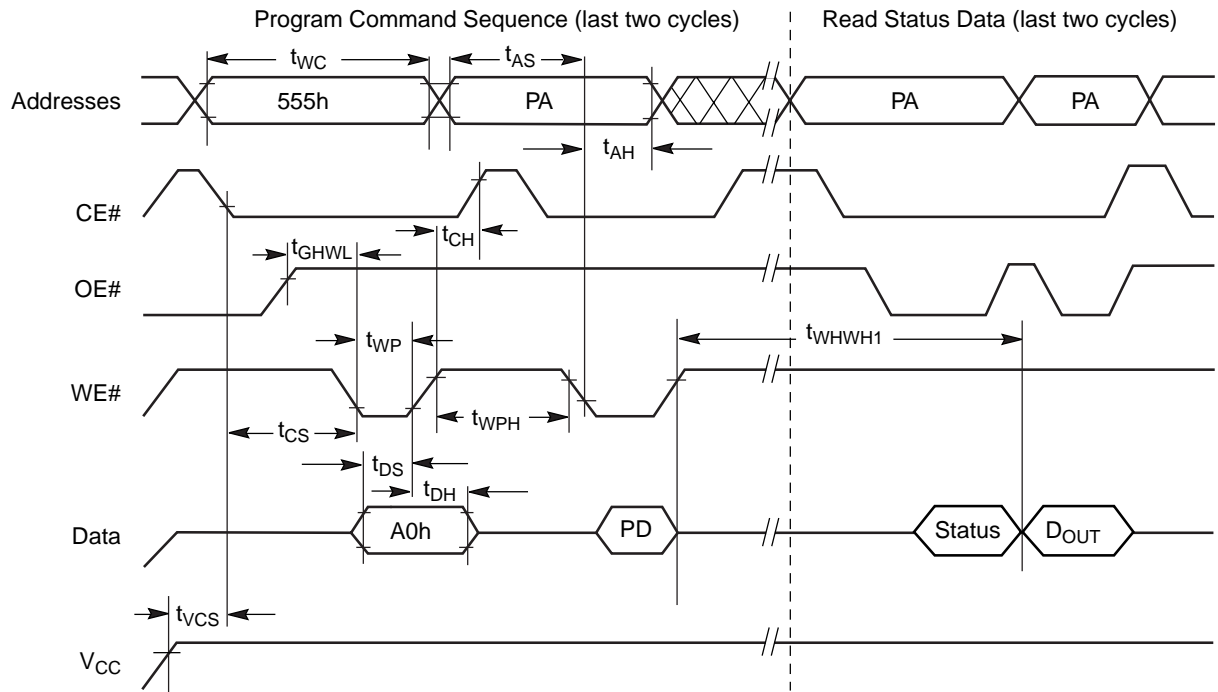 Program Command Sequence (last two cycles)
Read Status Data (last two cycles)
tWC
tAS
Addresses
555h
PA
PA
PA
tAH
CE#
tGHWL
tCH
OE#
tWP
tWHWH1
WE#
tWPH
tCS
tDS
tDH
Data
A0h
PD
Status
DOUT
tVCS
VCC